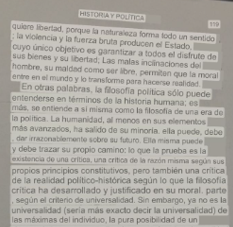 HISTORIA Y POLÍTICA
119
quiere libertad, porque la naturaleza forma todo un sentido
; la violencia y la fuerza bruta producen el Estado,
cuyo único objetivo es garantizar a todos el disfrute de
sus bienes y su libertad; Las malas inclinaciones del
hombre, su maldad como ser libre, permiten que la moral
entre en el mundo y le transforme para hacerse realidad.
En otras palabras, la filosofía política sólo puede
entenderse en términos de la historia humana; es
más, se entiende a sí misma como la filosofía de una era de
la política. La humanidad, al menos en sus elementos
más avanzados, ha salido de su minoría, ella puede, debe
dar irrazonablemente sobre su futuro. Ella misma puede
y debe trazar su propio camino: lo que la prueba es la
existencia de una crítica, una crítica de la razón misma según sus
propios principios constitutivos, pero también una crítica
de la realidad político-histórica según lo que la filosofía
crítica ha desarrollado y justificado en su moral, parte
, según el criterio de universalidad. Sin embargo, ya no es la
universalidad (sería más exacto decir la universalidad) de
las máximas del individuo, la pura posibilidad de un